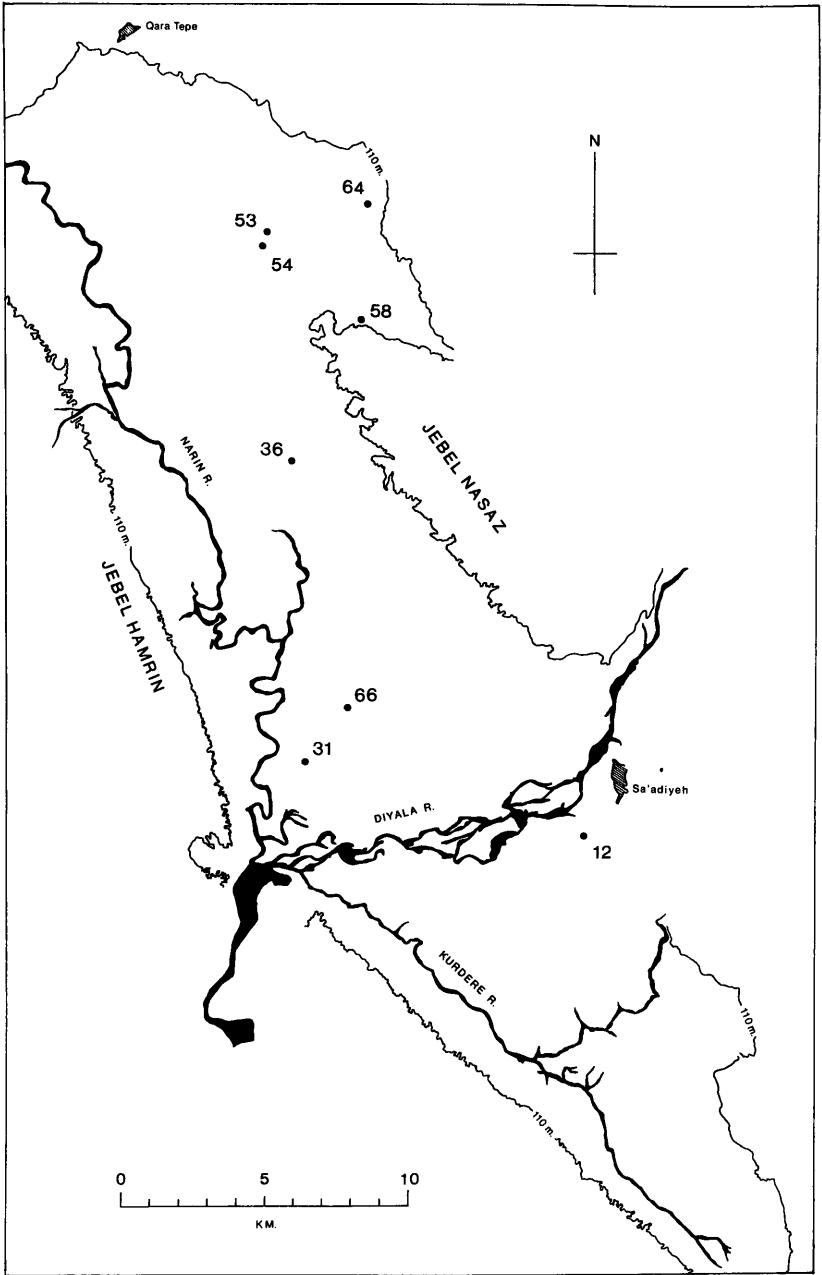 Qara Tepe
N
110 m.
64
53
54
58
36
NARIN R.
JEBEL NASAZ
110 m.
JEBEL HAMRIN
66
31
DIYALA R.
Sa'adiyeh
12
KURDERE R.
110 m.
110 m.
0 5 10
KM.